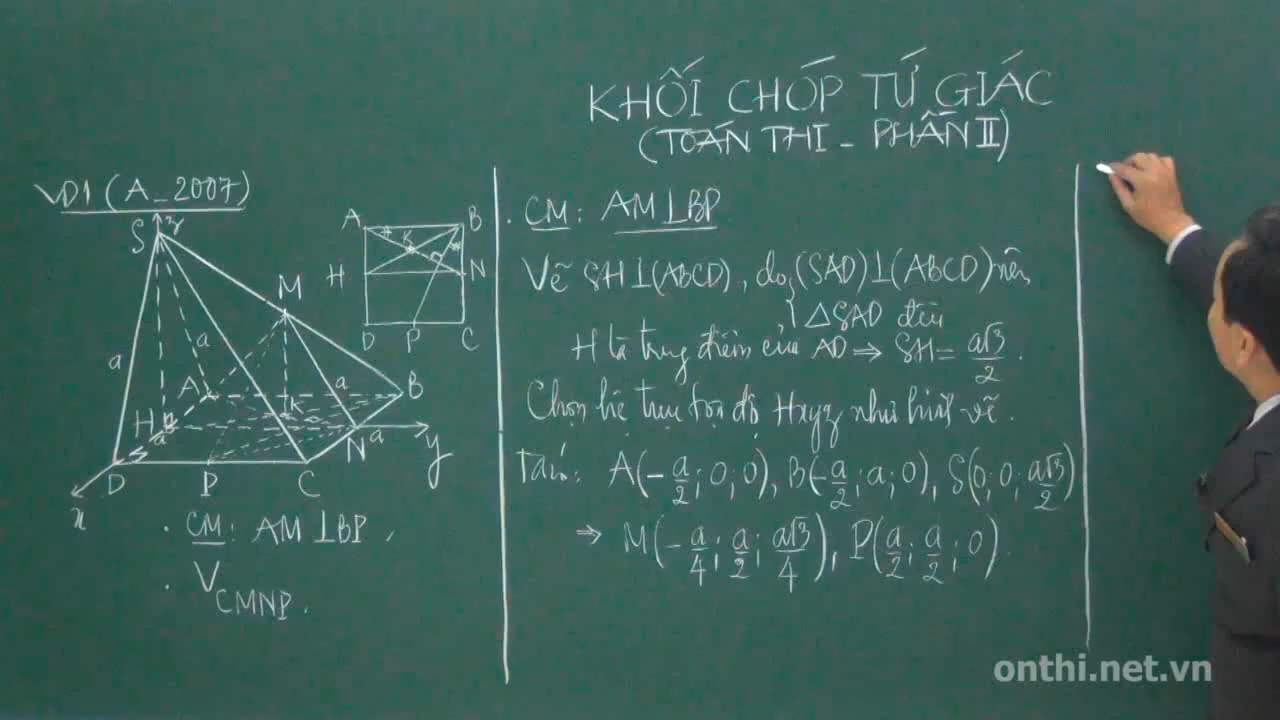 KHỐI CHÓP TỨ GIÁC
(TOÁN THI - PHẦN II)
VD1 (A_2007)
S z
M
a a a
A B
H K
a N a y
D P C
x
A B
K
H N
D P C
. CM: AM ⊥ BP,
. V CMNP.
. CM: AM ⊥ BP
Vẽ SH ⊥ (ABCD), do {(SAD) ⊥ (ABCD) nên
△SAD đều
H là trung điểm của AD ⇒ SH = a√3/2.
Chọn hệ trục tọa độ Hxyz như hình vẽ.
Ta có: A(-a/2; 0; 0), B(-a/2; a; 0), S(0; 0; a√3/2)
⇒ M(-a/4; a/2; a√3/4), P(a/2; a/2; 0).
onthi.net.vn